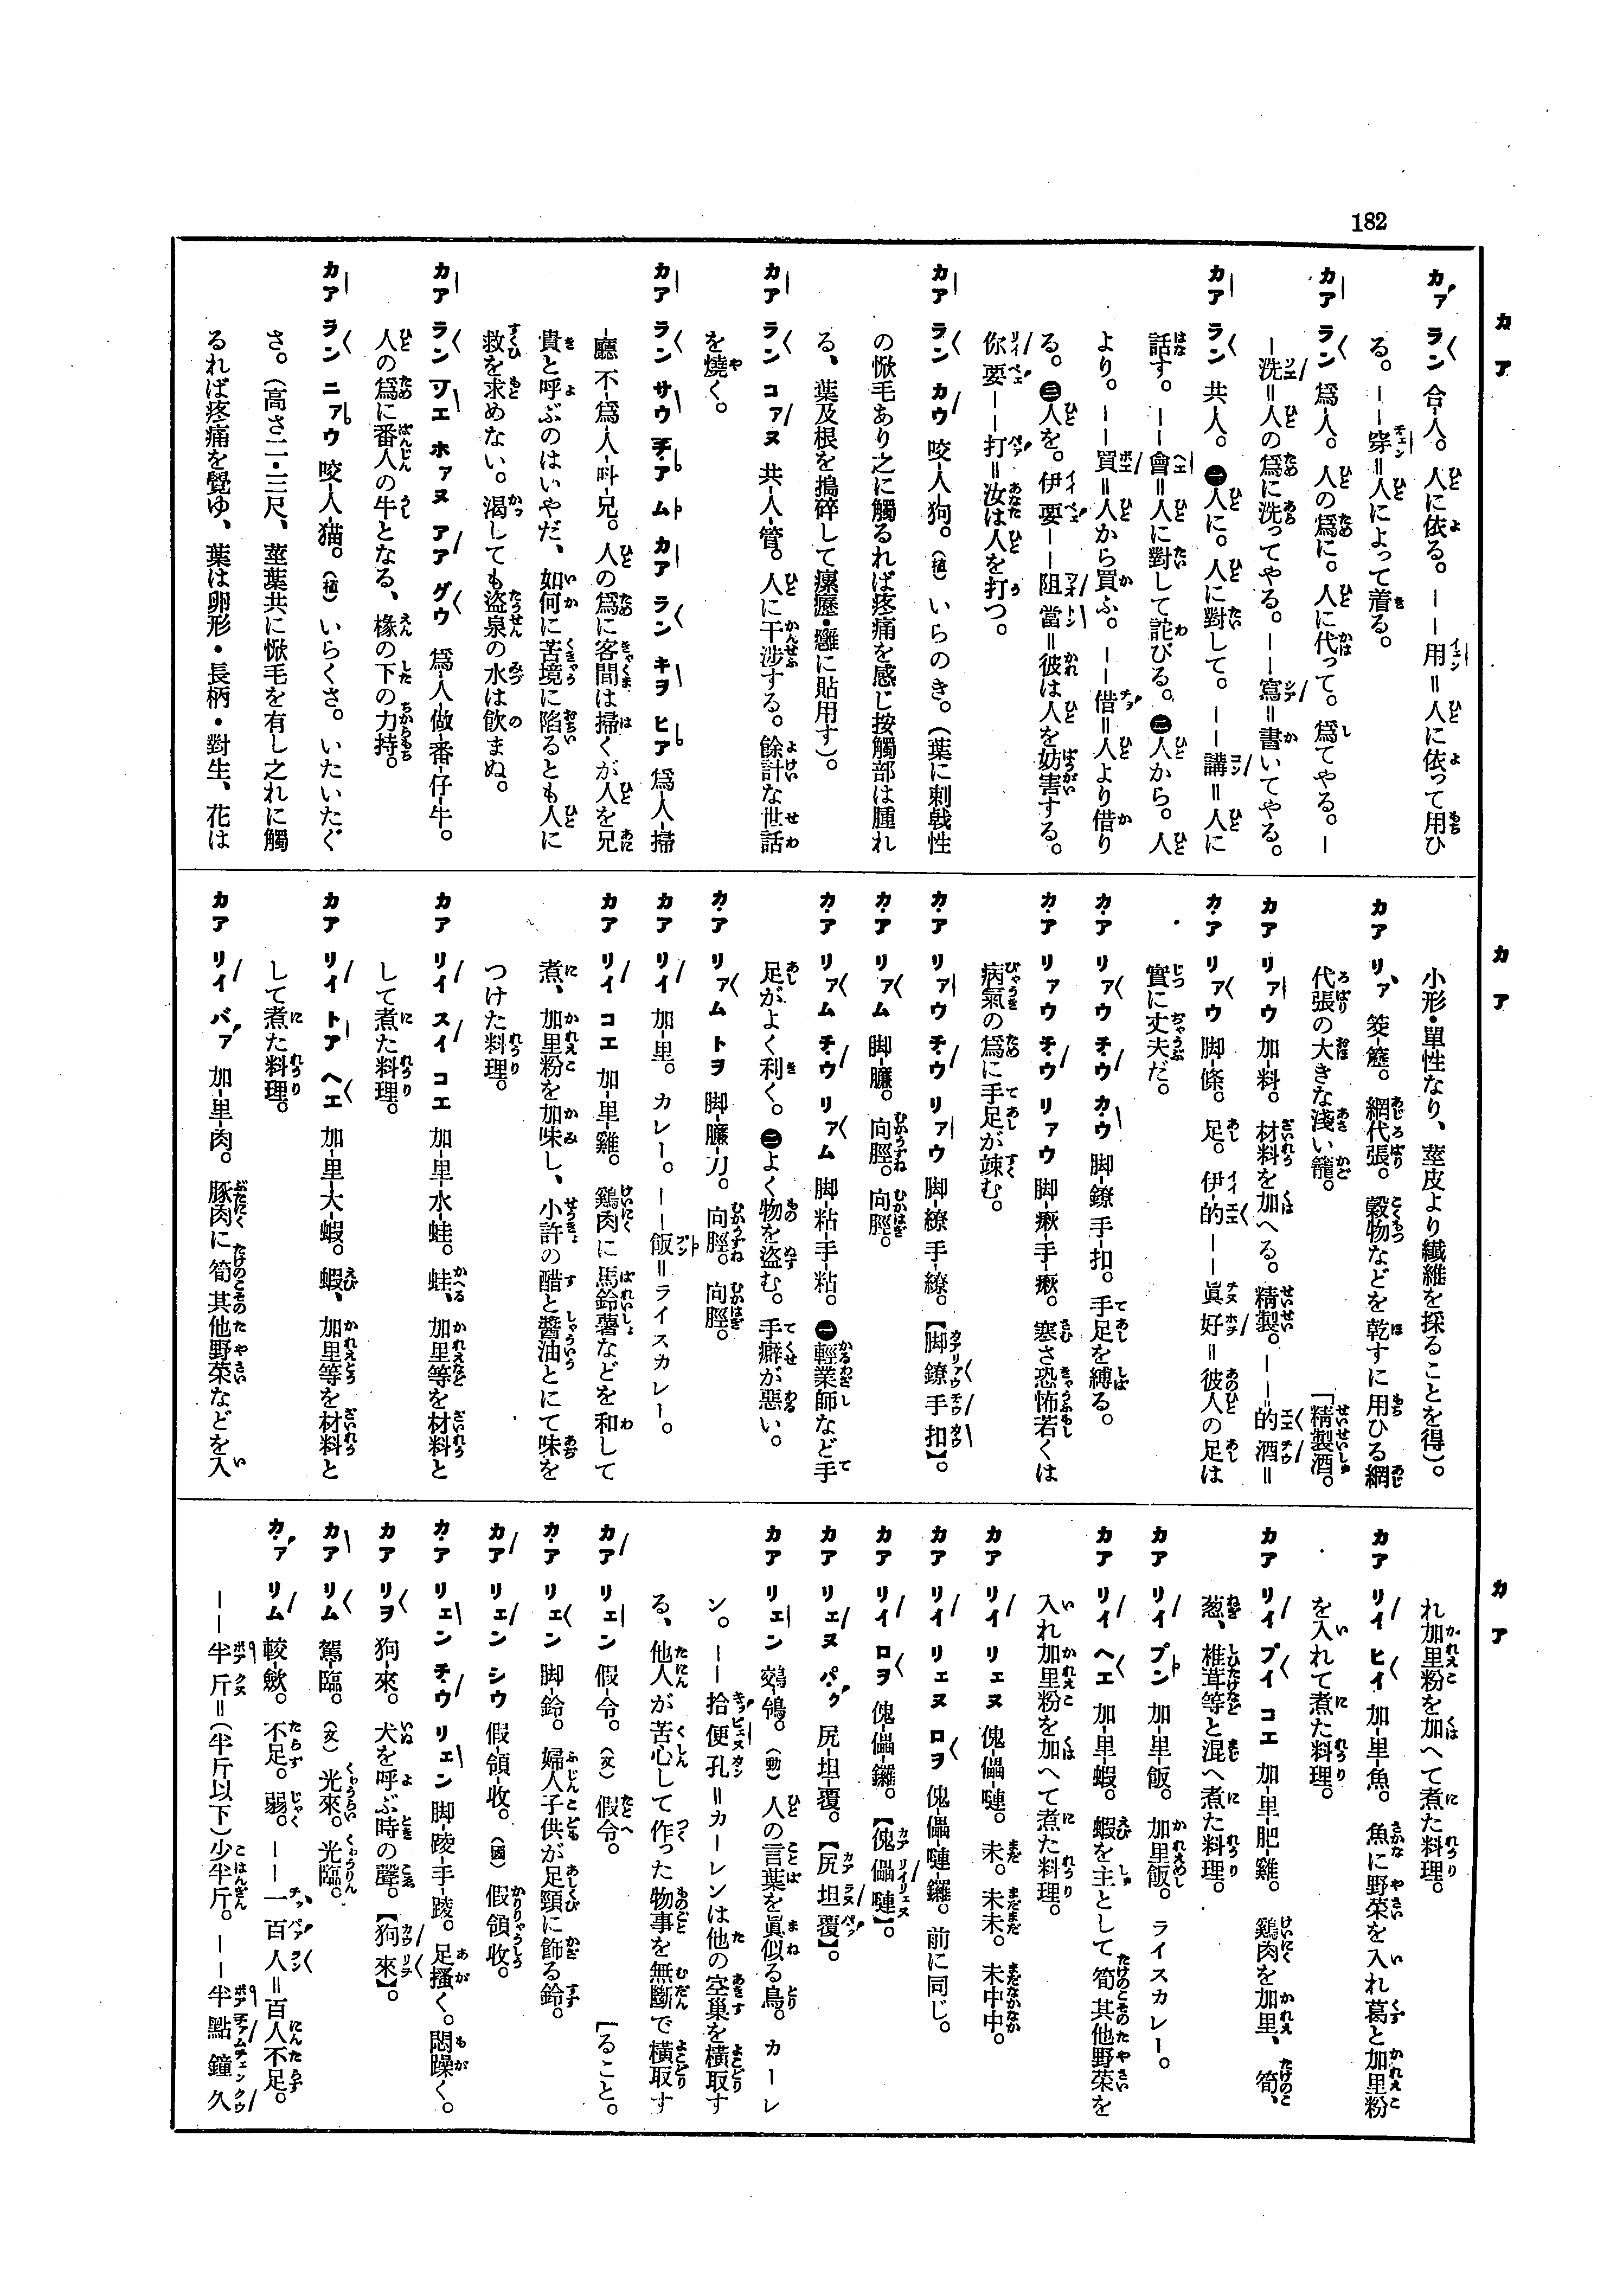 182
カア
カァ ラン 合-人。人に依る。――用＝人に依って用ひ
る。――穿＝人によって着る。
カア ラン 爲-人。人の爲に。人に代って。爲てやる。―
―洗＝人の爲に洗ってやる。――寫＝書いてやる。
カア ラン 共人。㊀人に。人に對して。――講＝人に
話す。――會＝人に對して詫びる。㊁人から。人
より。――買＝人から買ふ。――借＝人より借り
る。㊂人を。伊要――阻當＝彼は人を妨害する。
你要――打＝汝は人を打つ。
カア ラン カウ 咬-人-狗。（植）いらのき。（葉に刺戟性
の惞毛あり之に觸るれば疼痛を感じ按觸部は腫れ
る、葉及根を搗碎して瘰癧・癰に貼用す）。
カア ラン コァヌ 共-人-管。人に干涉する。餘計な世話
を燒く。
カア ラン サウ チ・ア ム カア ラン キヲ ヒア 爲-人-掃
-廳 不-爲-人-叫-兄。人の爲に客間は掃くが人を兄
貴と呼ぶのはいやだ、如何に苦境に陷るとも人に
救を求めない。渴しても盜泉の水は飮まぬ。
カア ラン ツエ ホァヌ アア グウ 爲-人-做-番-仔-牛。
人の爲に番人の牛となる、椽の下の力持。
カア ラン ニァウ 咬-人-猫。（植）いらくさ。いたいたぐ
さ。（高さ二・三尺、莖葉共に惞毛を有し之れに觸
るれば疼痛を覺ゆ、葉は卵形・長柄・對生、花は
カア
小形・單性なり、莖皮より纖維を採ることを得）。
カア リァ 筊-䉬。網代張。穀物などを乾すに用ひる網
代張の大きな淺い籠。
カア リァウ 加-料。材料を加へる。精製。――的酒＝
「精製酒。
カ・ア リァウ 脚-條。足。伊-的――眞好＝彼人の足は
實に丈夫だ。
カ・ア リァウ チ・ウ カ・ウ 脚-鐐 手-扣。手足を縛る。
カ・ア リァウ チ・ウ リァウ 脚-瘶-手-瘶。寒さ恐怖若くは
病氣の爲に手足が竦む。
カ・ア リァウ チ・ウ リァウ 脚-繚 手-繚。【脚鐐手扣】。
カ・ア リァム 脚-臁。向脛。向脛。
カ・ア リァム チ・ウ リァム 脚-粘-手-粘。㊀輕業師など手
足がよく利く。㊁よく物を盜む。手癖が惡い。
カ・ア リァム トヲ 脚-臁-刀。向脛。向脛。
カア リイ 加-里。カレー。――飯＝ライスカレー。
カア リイ コエ 加-里-雞。鷄肉に馬鈴薯などを和して
煮、加里粉を加味し、小許の醋と醬油とにて味を
つけた料理。
カア リイ スイ コエ 加-里-水-蛙。蛙、加里等を材料と
して煮た料理。
カア リイ トア ヘエ 加-里-大-蝦。蝦、加里等を材料と
して煮た料理。
カア リイ バァ 加-里-肉。豚肉に筍其他野菜などを入
カア
れ加里粉を加へて煮た料理。
カア リイ ヒイ 加-里-魚。魚に野菜を入れ葛と加里粉
を入れて煮た料理。
カア リイ プイ コエ 加-里-肥-雞。鷄肉を加里、筍、
葱、椎茸等と混へ煮た料理。
カア リイ プン 加-里-飯。加里飯。ライスカレー。
カア リイ ヘエ 加-里-蝦。蝦を主として筍其他野菜を
入れ加里粉を加へて煮た料理。
カア リイ リェヌ 傀-儡-嗹。未。未未。未中中。
カア リイ リェヌ ロヲ 傀-儡-嗹-鑼。前に同じ。
カア リイ ロヲ 傀-儡-鑼。【傀儡嗹】。
カ・ア リェヌ パ・ク 尻-坦-覆。【尻坦覆】。
カア リェン 鵁-鴒。（動）人の言葉を眞似る鳥。カーレ
ン。――拾便孔＝カーレンは他の空巢を橫取す
る、他人が苦心して作った物事を無斷で橫取す
「ること。
カア リェン 假-令。（文）假令。
カ・ア リェン 脚-鈴。婦人子供が足頸に飾る鈴。
カア リェン シウ 假-領-收。（國）假領收。
カ・ア リェン チ・ウ リェン 脚-踜-手-踜。足搔く。悶躁く。
カア リヲ 狗-來。犬を呼ぶ時の聲。【狗來】。
カア リム 駕-臨。（文）光來。光臨。
カ・ァ リム 較-歛。不足。弱。――一百人＝百人不足。
――半斤＝（半斤以下）少半斤。――半點鐘久